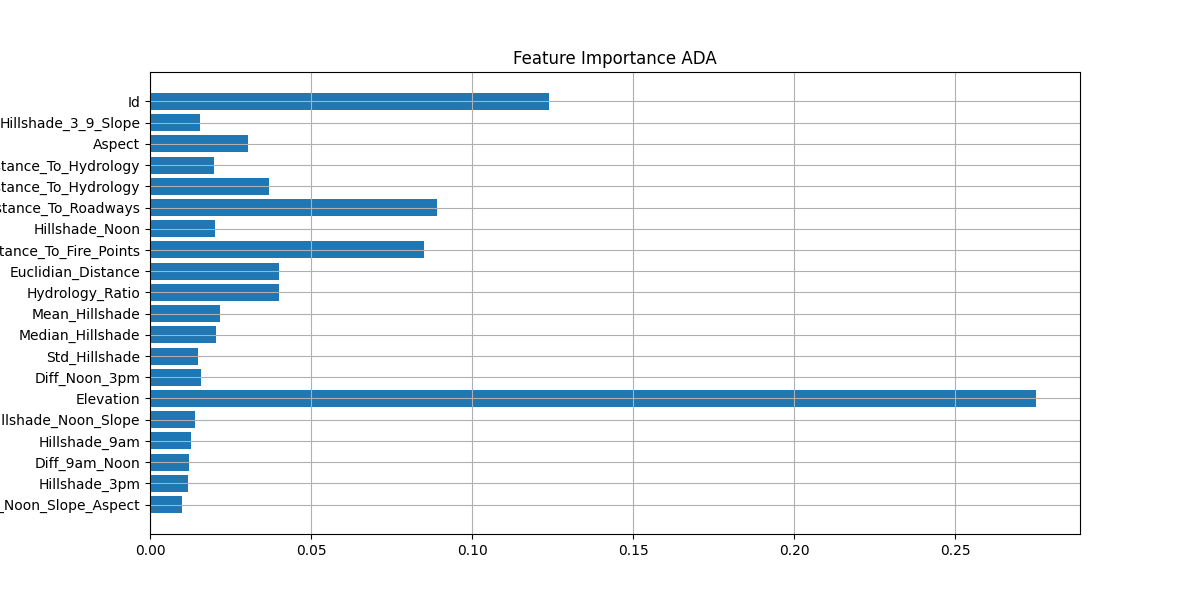 Feature Importance ADA
Id
Hillshade_3_9_Slope
Aspect
tance_To_Hydrology
tance_To_Hydrology
stance_To_Roadways
Hillshade_Noon
tance_To_Fire_Points
Euclidian_Distance
Hydrology_Ratio
Mean_Hillshade
Median_Hillshade
Std_Hillshade
Diff_Noon_3pm
Elevation
llshade_Noon_Slope
Hillshade_9am
Diff_9am_Noon
Hillshade_3pm
_Noon_Slope_Aspect
0.00 0.05 0.10 0.15 0.20 0.25